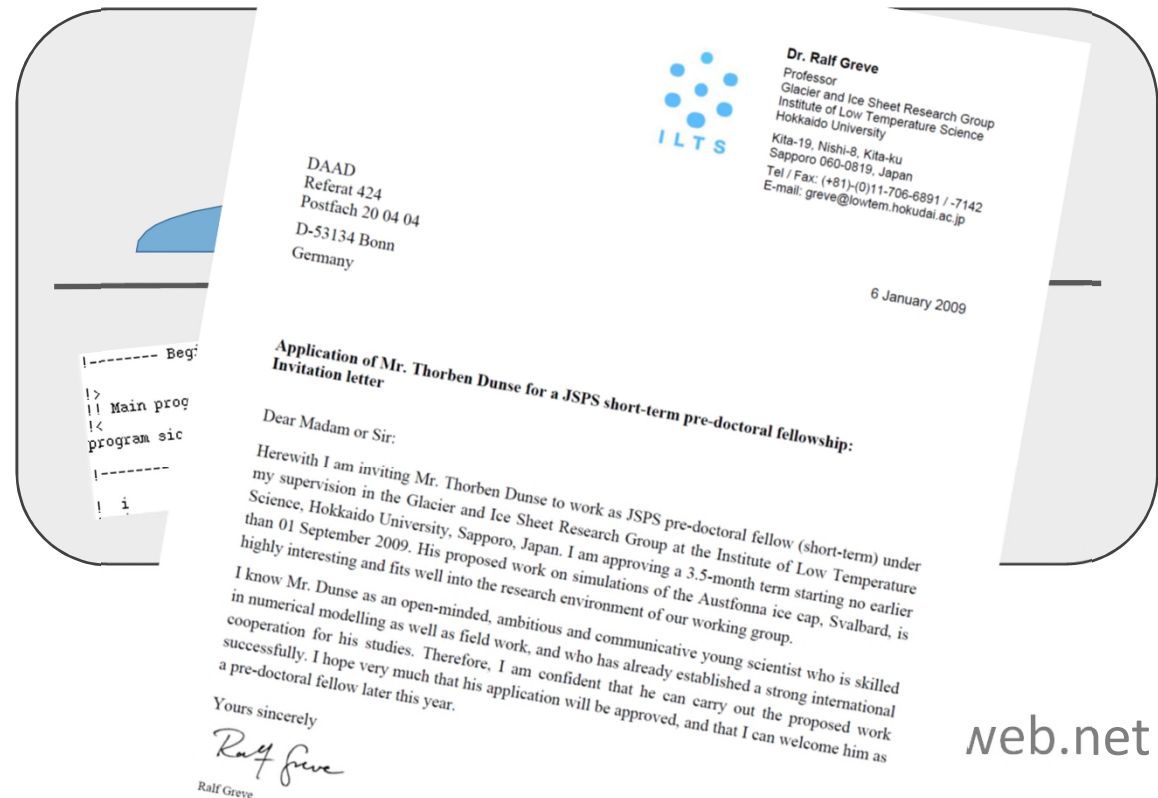 Dr. Ralf Greve
Professor
Glacier and Ice Sheet Research Group
Institute of Low Temperature Science
Hokkaido University
Kita-19, Nishi-8, Kita-ku
Sapporo 060-0819, Japan
Tel / Fax: (+81)-(0)11-706-6891 / -7142
E-mail: greve@lowtem.hokudai.ac.jp
ILTS
DAAD
Referat 424
Postfach 20 04 04
D-53134 Bonn
Germany
6 January 2009
Application of Mr. Thorben Dunse for a JSPS short-term pre-doctoral fellowship:
Invitation letter
Dear Madam or Sir:
Herewith I am inviting Mr. Thorben Dunse to work as JSPS pre-doctoral fellow (short-term) under
my supervision in the Glacier and Ice Sheet Research Group at the Institute of Low Temperature
Science, Hokkaido University, Sapporo, Japan. I am approving a 3.5-month term starting no earlier
than 01 September 2009. His proposed work on simulations of the Austfonna ice cap, Svalbard, is
highly interesting and fits well into the research environment of our working group.
I know Mr. Dunse as an open-minded, ambitious and communicative young scientist who is skilled
in numerical modelling as well as field work, and who has already established a strong international
cooperation for his studies. Therefore, I am confident that he can carry out the proposed work
successfully. I hope very much that his application will be approved, and that I can welcome him as
a pre-doctoral fellow later this year.
Yours sincerely
Ralf Greve
Ralf Greve
!-------- Begi
!>
!! Main prog
!<
program sic
!--------
! i
web.net